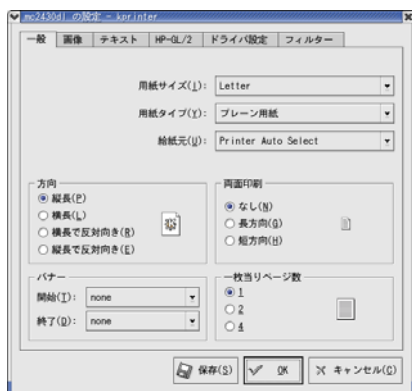 mc2430dl の設定 - kprinter
一般 画像 テキスト HP-GL/2 ドライバ設定 フィルター
用紙サイズ(i): Letter
用紙タイプ(Y): プレーン用紙
給紙元(U): Printer Auto Select
方向
縦長(P)
横長(L)
横長で反対向き(R)
縦長で反対向き(E)
両面印刷
なし(N)
長方向(G)
短方向(H)
バナー
開始(T): none
終了(D): none
一枚当りページ数
1
2
4
保存(S) OK キャンセル(C)